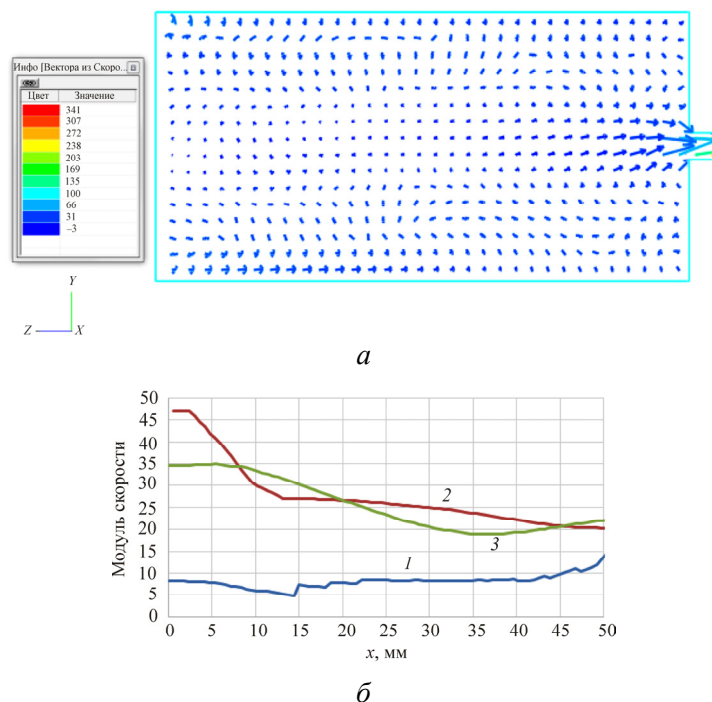 Инфо [Вектора из Скоро...
Цвет Значение
341
307
272
238
203
169
135
100
66
31
–3
Y
Z X
а
50
45
40
35
30
25
20
15
10
5
0
Модуль скорости
2
3
1
0 5 10 15 20 25 30 35 40 45 50
x, мм
б